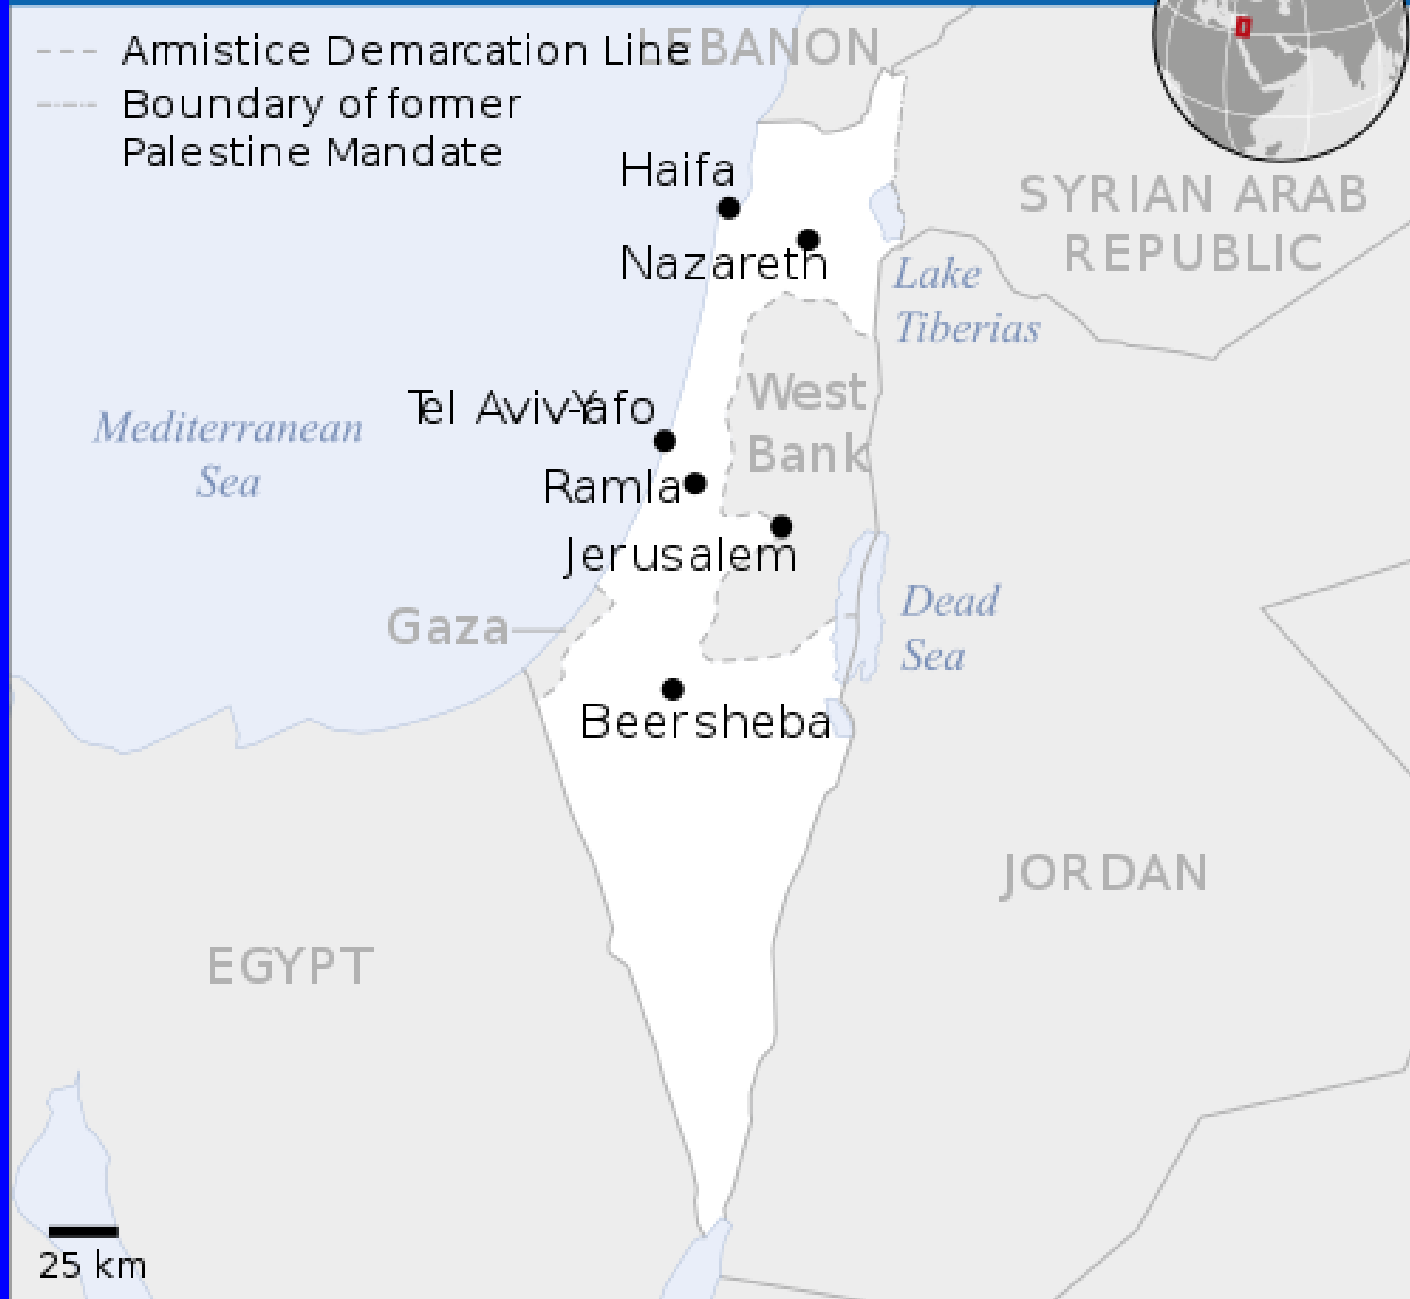 Armistice Demarcation Line
LEBANON
Boundary of former
Palestine Mandate
Haifa
SYRIAN ARAB
REPUBLIC
Nazareth
Lake
Tiberias
West
Bank
Tel Aviv-Yafo
Mediterranean
Sea
Ramla
Jerusalem
Gaza
Dead
Sea
Beersheba
JORDAN
EGYPT
25 km